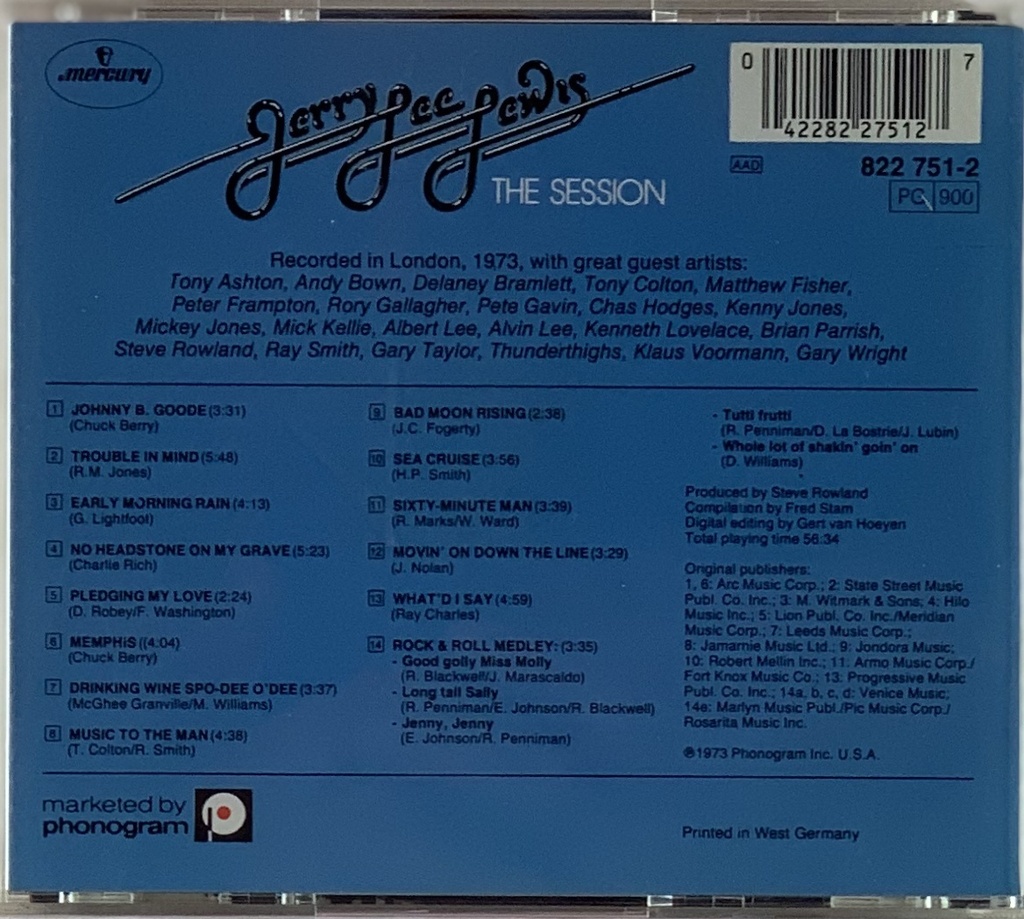 mercury
Jerry Lee Lewis
THE SESSION
0 7
42282 27512
AAD
822 751-2
PG 900
Recorded in London, 1973, with great guest artists:
Tony Ashton, Andy Bown, Delaney Bramlett, Tony Colton, Matthew Fisher,
Peter Frampton, Rory Gallagher, Pete Gavin, Chas Hodges, Kenny Jones,
Mickey Jones, Mick Kellie, Albert Lee, Alvin Lee, Kenneth Lovelace, Brian Parrish,
Steve Rowland, Ray Smith, Gary Taylor, Thunderthighs, Klaus Voormann, Gary Wright
1 JOHNNY B. GOODE (3:31)
(Chuck Berry)
2 TROUBLE IN MIND (5:48)
(R.M. Jones)
3 EARLY MORNING RAIN (4:13)
(G. Lightfoot)
4 NO HEADSTONE ON MY GRAVE (5:23)
(Charlie Rich)
5 PLEDGING MY LOVE (2:24)
(D. Robey/F. Washington)
6 MEMPHIS ((4:04)
(Chuck Berry)
7 DRINKING WINE SPO-DEE O'DEE (3:37)
(McGhee Granville/M. Williams)
8 MUSIC TO THE MAN (4:38)
(T. Colton/R. Smith)
9 BAD MOON RISING (2:38)
(J.C. Fogerty)
10 SEA CRUISE (3:56)
(H.P. Smith)
11 SIXTY-MINUTE MAN (3:39)
(R. Marks/W. Ward)
12 MOVIN' ON DOWN THE LINE (3:29)
(J. Nolan)
13 WHAT'D I SAY (4:59)
(Ray Charles)
14 ROCK & ROLL MEDLEY: (3:35)
- Good golly Miss Molly
(R. Blackwell/J. Marascaldo)
- Long tall Sally
(R. Penniman/E. Johnson/R. Blackwell)
- Jenny, Jenny
(E. Johnson/R. Penniman)
- Tutti frutti
(R. Penniman/D. La Bostrie/J. Lubin)
- Whole lot of shakin' goin' on
(D. Williams)
Produced by Steve Rowland
Compilation by Fred Stam
Digital editing by Gert van Hoeyen
Total playing time 56:34
Original publishers:
1, 6: Arc Music Corp.; 2: State Street Music
Publ. Co. Inc.; 3: M. Witmark & Sons; 4: Hilo
Music Inc.; 5: Lion Publ. Co. Inc./Meridian
Music Corp.; 7: Leeds Music Corp.;
8: Jamarnie Music Ltd.; 9: Jondora Music;
10: Robert Mellin Inc.; 11: Armo Music Corp./
Fort Knox Music Co.; 13: Progressive Music
Publ. Co. Inc.; 14a, b, c, d: Venice Music;
14e: Marlyn Music Publ./Pic Music Corp./
Rosarita Music Inc.
℗1973 Phonogram Inc. U.S.A.
marketed by
phonogram
Printed in West Germany